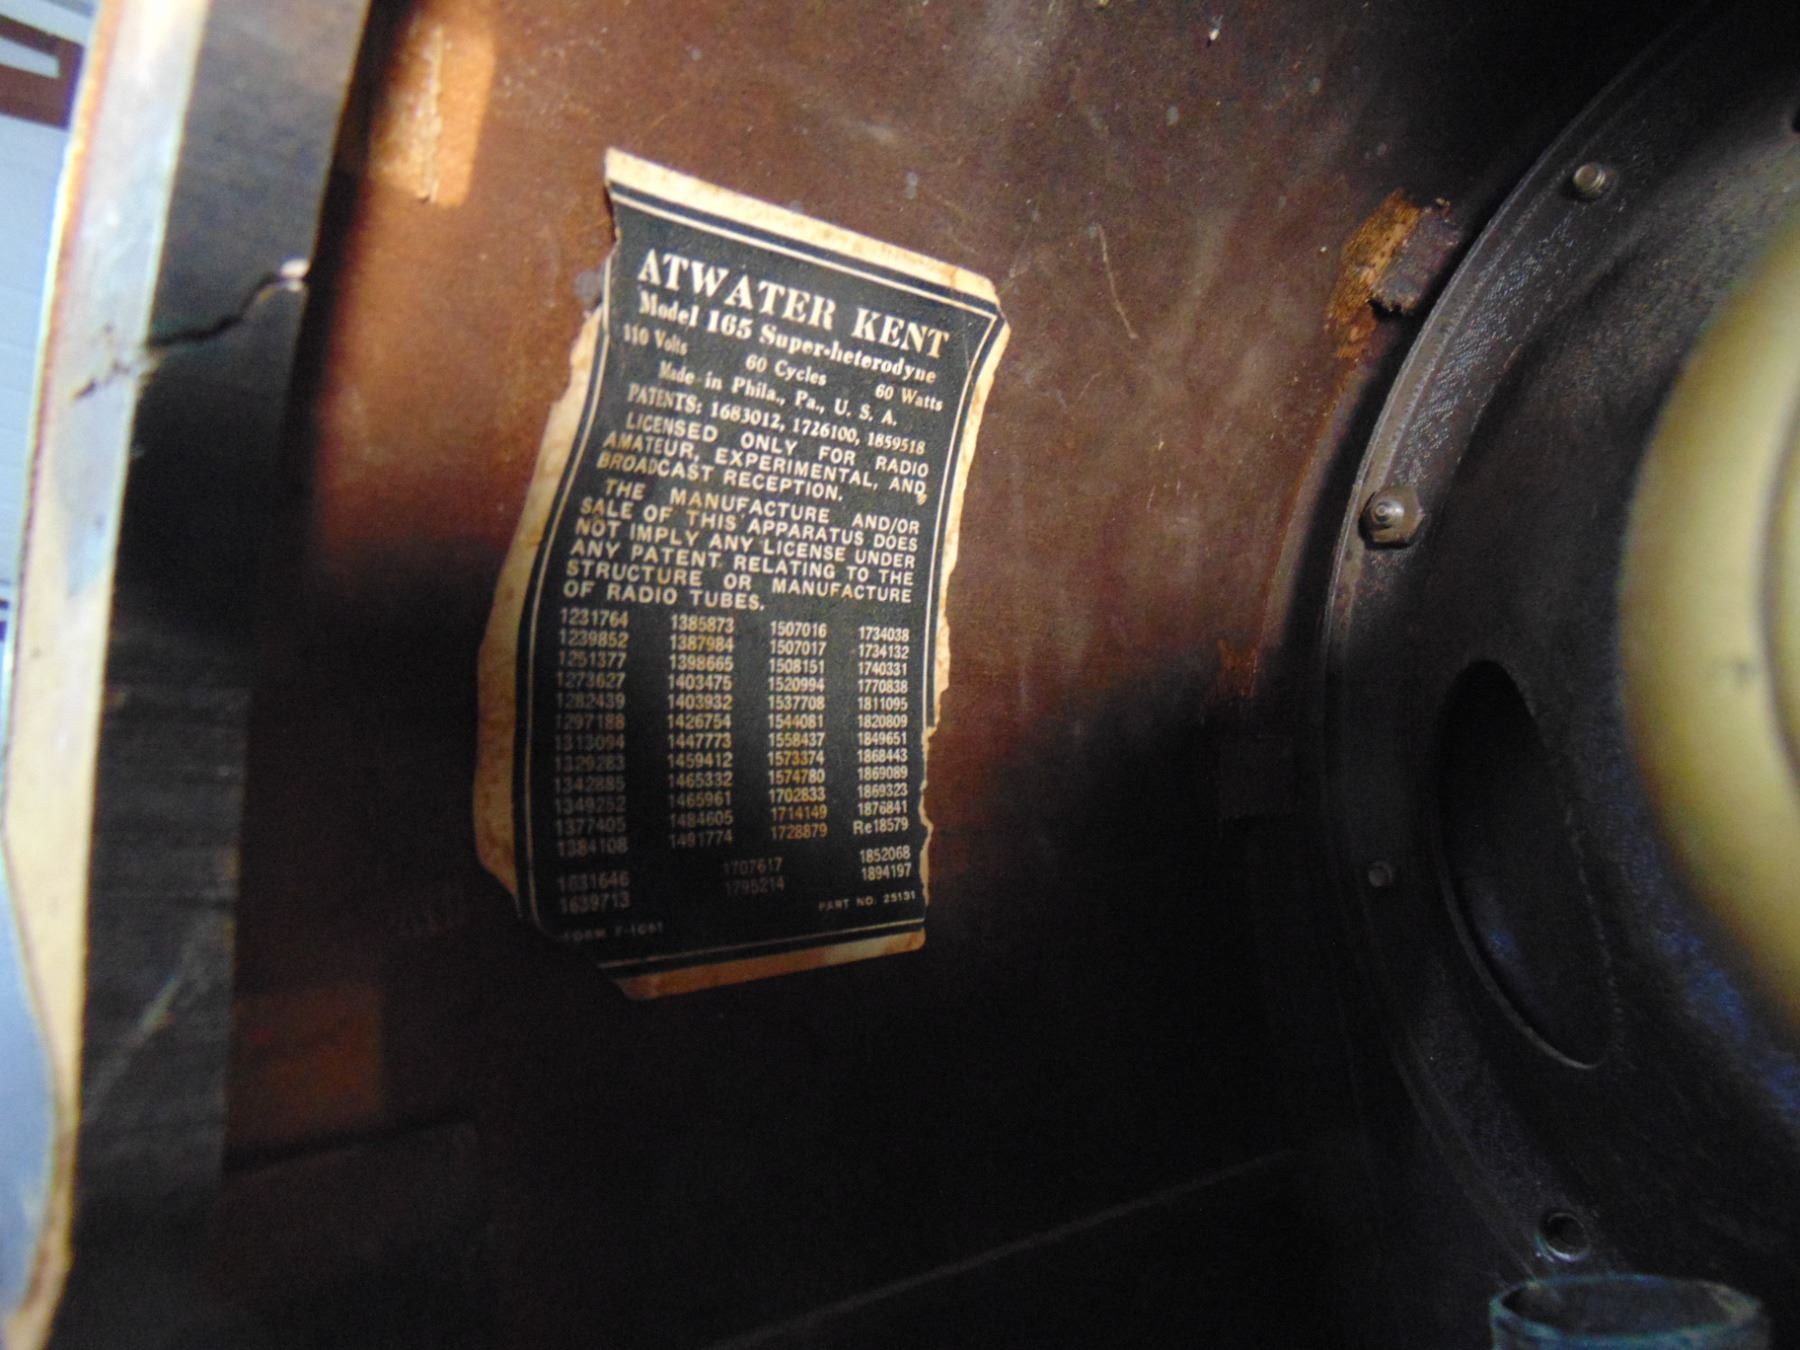 ATWATER KENT
Model 165 Super-heterodyne
110 Volts 60 Cycles 60 Watts
Made in Phila., Pa., U. S. A.
PATENTS: 1683012, 1726100, 1859518
LICENSED ONLY FOR RADIO
AMATEUR, EXPERIMENTAL, AND
BROADCAST RECEPTION.
THE MANUFACTURE AND/OR
SALE OF THIS APPARATUS DOES
NOT IMPLY ANY LICENSE UNDER
ANY PATENT RELATING TO THE
STRUCTURE OR MANUFACTURE
OF RADIO TUBES.
1231764 1385873 1507016 1734038
1239852 1387984 1507017 1734132
1251377 1398665 1508151 1740331
1273627 1403475 1520994 1770838
1282439 1403932 1537708 1811095
1297188 1426754 1544081 1820809
1313094 1447773 1558437 1849651
1329283 1459412 1573374 1868443
1342885 1465332 1574780 1869089
1349252 1465961 1702833 1869323
1377405 1484605 1714149 1876841
1384108 1491774 1728879 Re18579
1631646 1707617 1852068
1639713 1795214 1894197
FORM PART NO. 25131